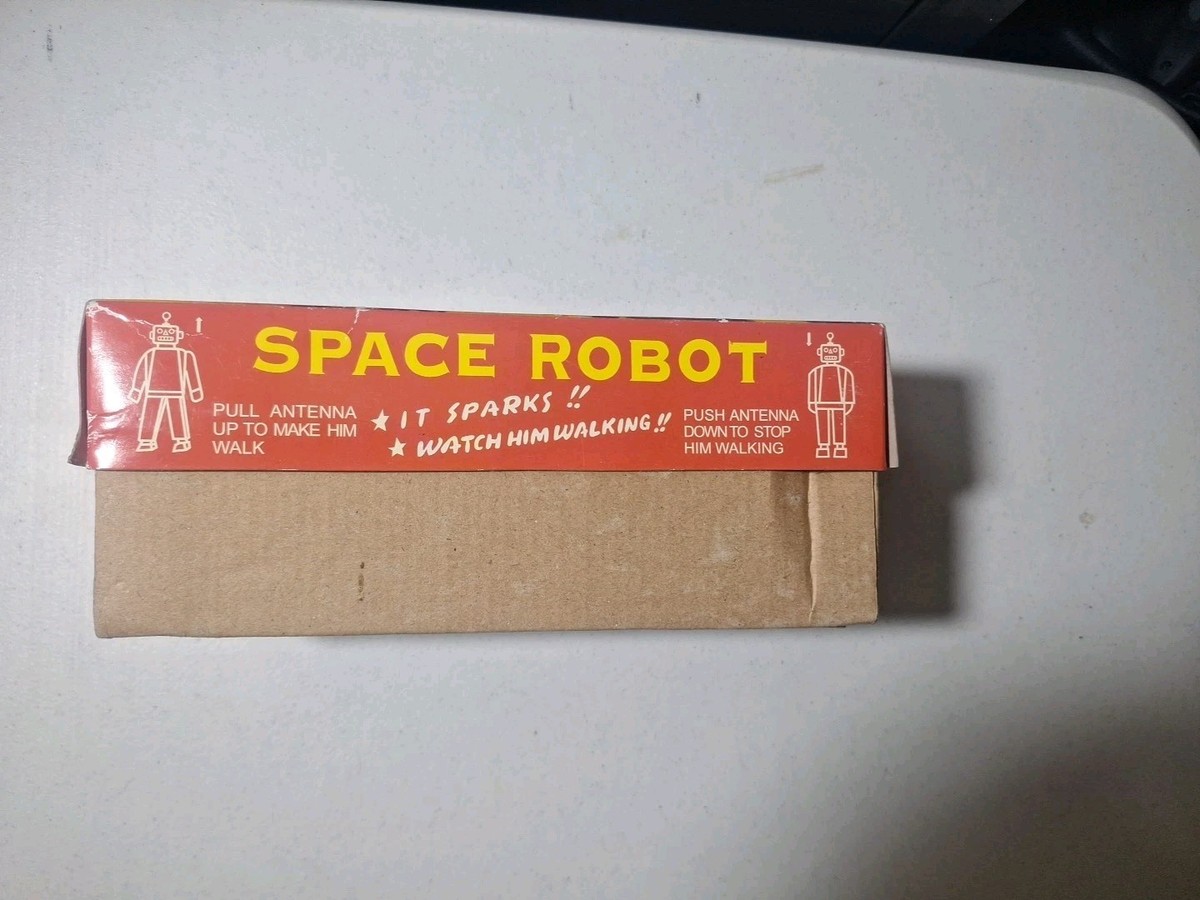 SPACE ROBOT
PULL ANTENNA
UP TO MAKE HIM
WALK
★ IT SPARKS !!
★ WATCH HIM WALKING !!
PUSH ANTENNA
DOWN TO STOP
HIM WALKING